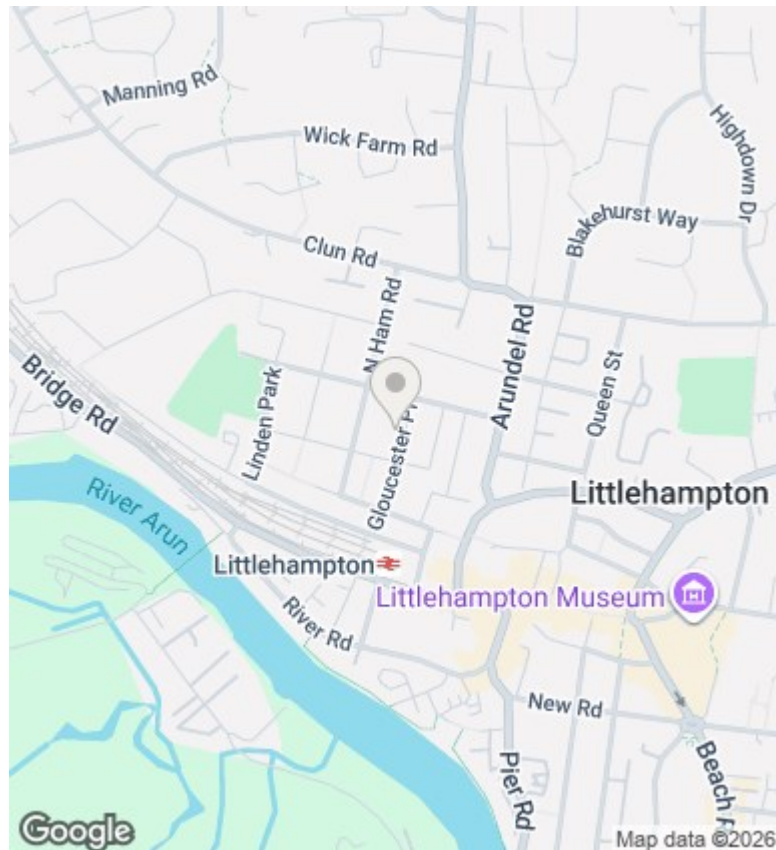 Manning Rd
Wick Farm Rd
Highdown Dr
Blakehurst Way
Clun Rd
N Ham Rd
Arundel Rd
Queen St
Bridge Rd
Linden Park
Gloucester Pl
Littlehampton
River Arun
Littlehampton
Littlehampton Museum
River Rd
New Rd
Pier Rd
Beach
Google
Map data ©2026